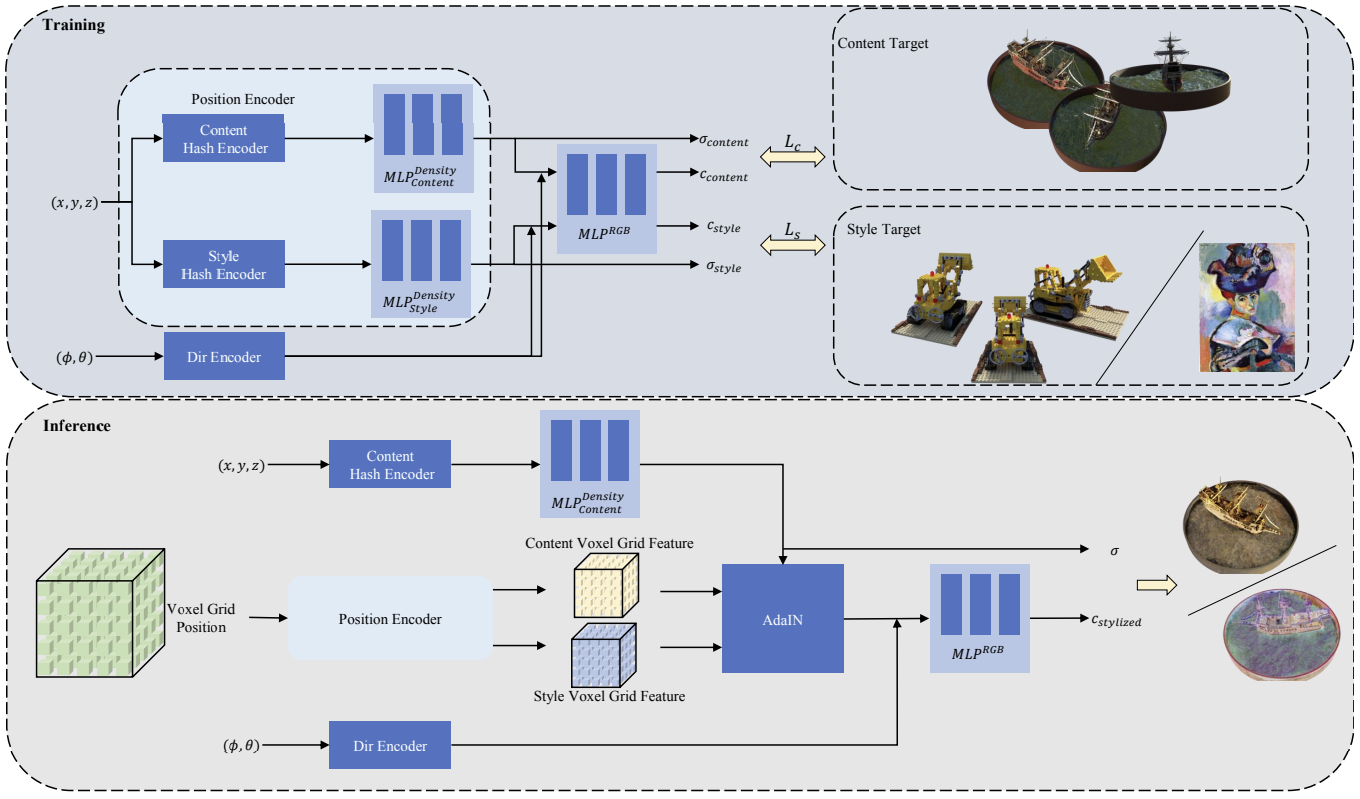 Training
Position Encoder
Content
Hash Encoder
$MLP_{Content}^{Density}$
$(x, y, z)$
Style
Hash Encoder
$MLP_{Style}^{Density}$
$(\phi, \theta)$
Dir Encoder
$MLP^{RGB}$
$\sigma_{content}$
$c_{content}$
$c_{style}$
$\sigma_{style}$
$L_c$
$L_s$
Content Target
Style Target
Inference
$(x, y, z)$
Content
Hash Encoder
$MLP_{Content}^{Density}$
Voxel Grid
Position
Position Encoder
Content Voxel Grid Feature
Style Voxel Grid Feature
AdaIN
$(\phi, \theta)$
Dir Encoder
$MLP^{RGB}$
$\sigma$
$c_{stylized}$